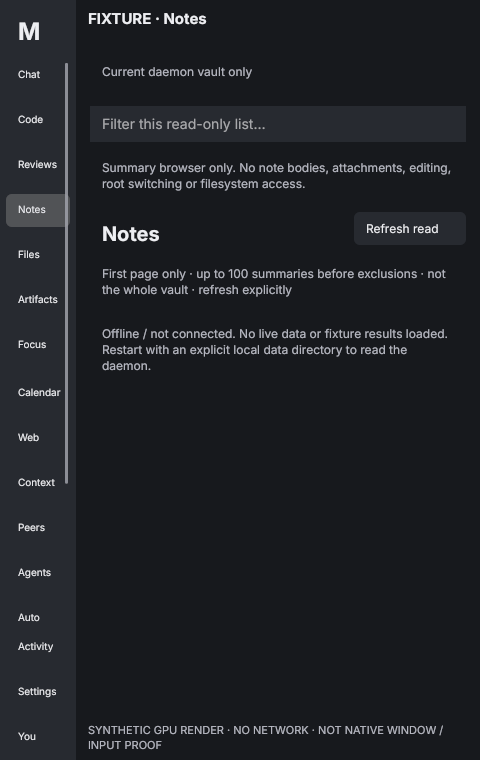 M
Chat
Code
Reviews
Notes
Files
Artifacts
Focus
Calendar
Web
Context
Peers
Agents
Auto
Activity
Settings
You
FIXTURE · Notes
Current daemon vault only
Filter this read-only list...
Summary browser only. No note bodies, attachments, editing,
root switching or filesystem access.
Notes
Refresh read
First page only · up to 100 summaries before exclusions · not
the whole vault · refresh explicitly
Offline / not connected. No live data or fixture results loaded.
Restart with an explicit local data directory to read the
daemon.
SYNTHETIC GPU RENDER · NO NETWORK · NOT NATIVE WINDOW /
INPUT PROOF